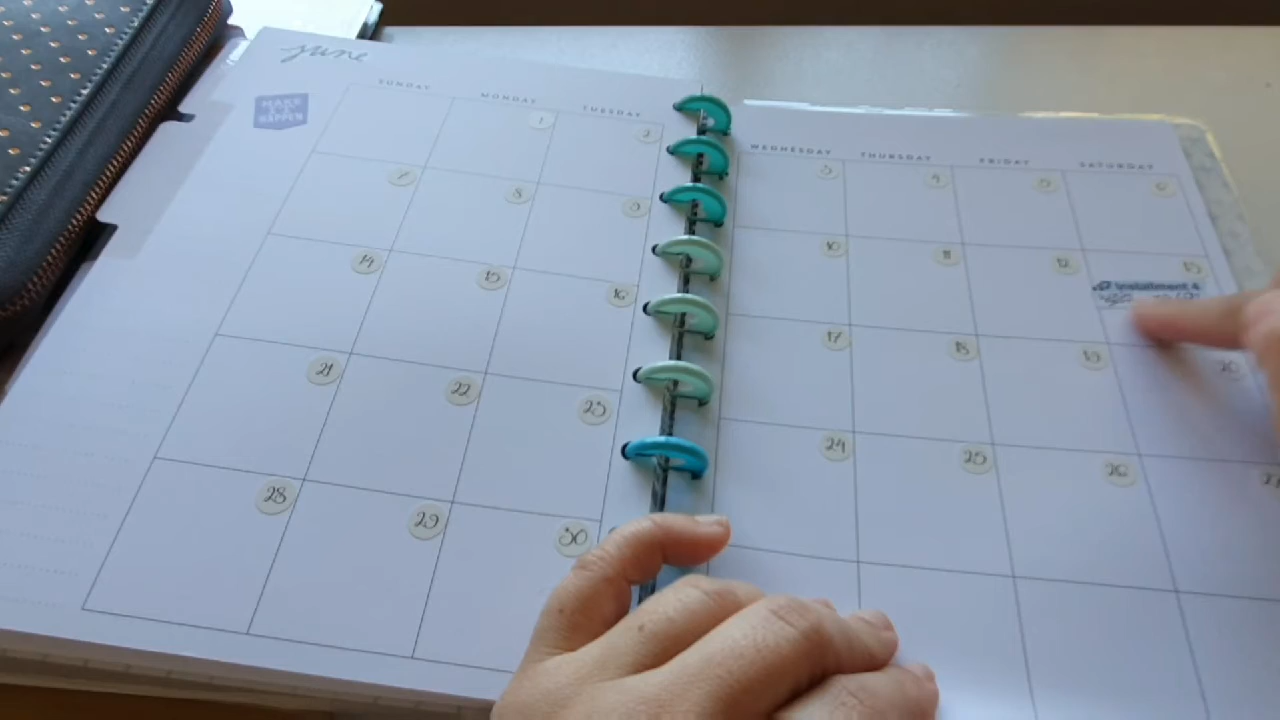 june
MAKE
IT
HAPPEN
SUNDAY MONDAY TUESDAY WEDNESDAY THURSDAY FRIDAY SATURDAY
1 2 3 4 5 6
7 8 9 10 11 12 13
Installment 4
14 15 16 17 18 19 20
21 22 23 24 25 26 27
28 29 30